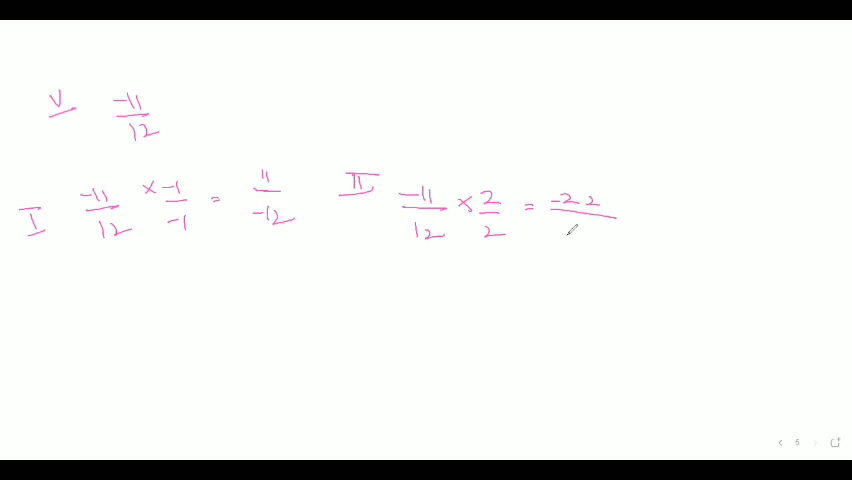 V -11/12
I -11/12 × -1/-1 = 11/-12 II -11/12 × 2/2 = -22/
5